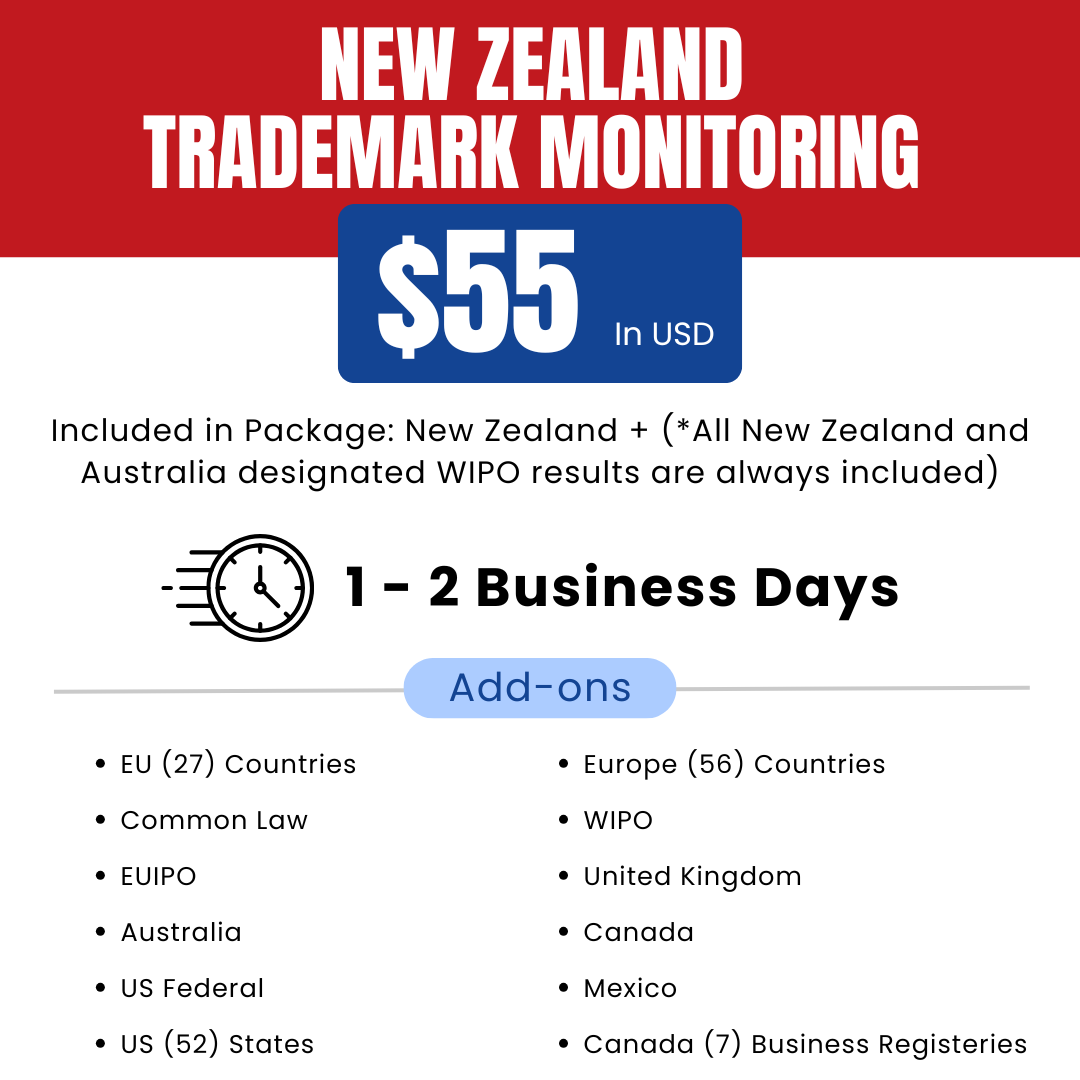 NEW ZEALAND
TRADEMARK MONITORING
$55 In USD
Included in Package: New Zealand + (*All New Zealand and
Australia designated WIPO results are always included)
1 - 2 Business Days
Add-ons
EU (27) Countries
Common Law
EUIPO
Australia
US Federal
US (52) States
Europe (56) Countries
WIPO
United Kingdom
Canada
Mexico
Canada (7) Business Registeries